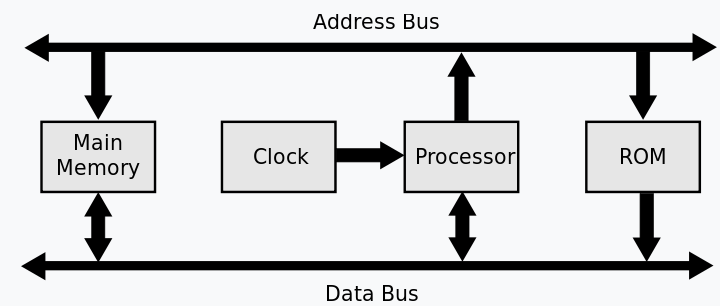 Address Bus
Main
Memory
Clock
Processor
ROM
Data Bus